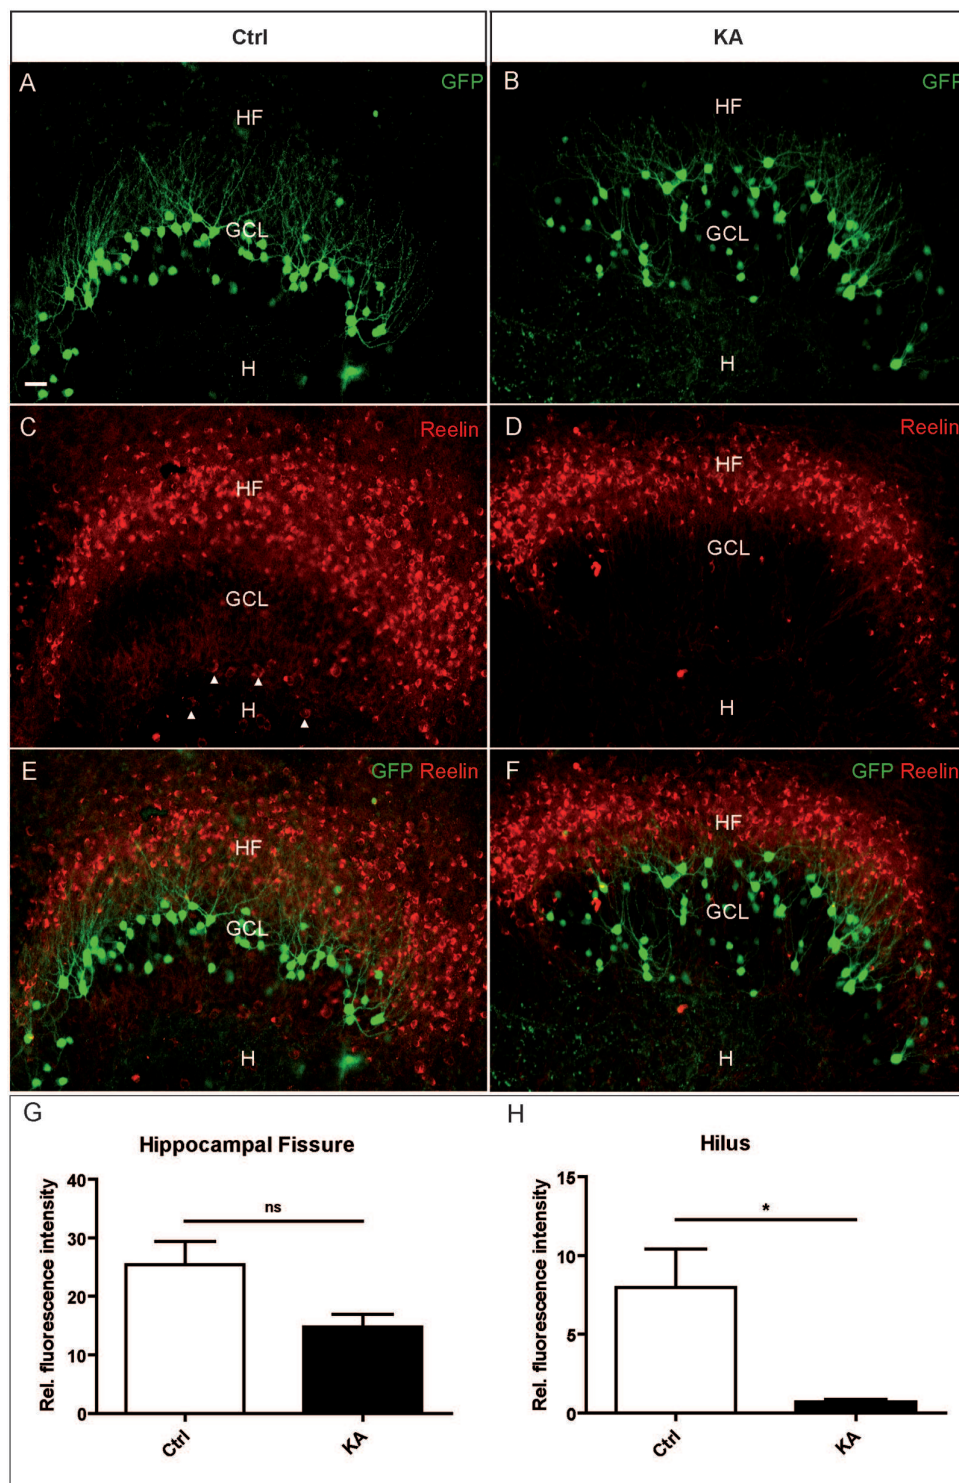 Ctrl
KA
A
GFP
HF
GCL
H
B
GFP
HF
GCL
H
C
Reelin
HF
GCL
H
D
Reelin
HF
GCL
H
E
GFP Reelin
HF
GCL
H
F
GFP Reelin
HF
GCL
H
G
Hippocampal Fissure
Rel. fluorescence intensity
40
30
20
10
0
ns
Ctrl
KA
H
Hilus
Rel. fluorescence intensity
15
10
5
0
*
Ctrl
KA